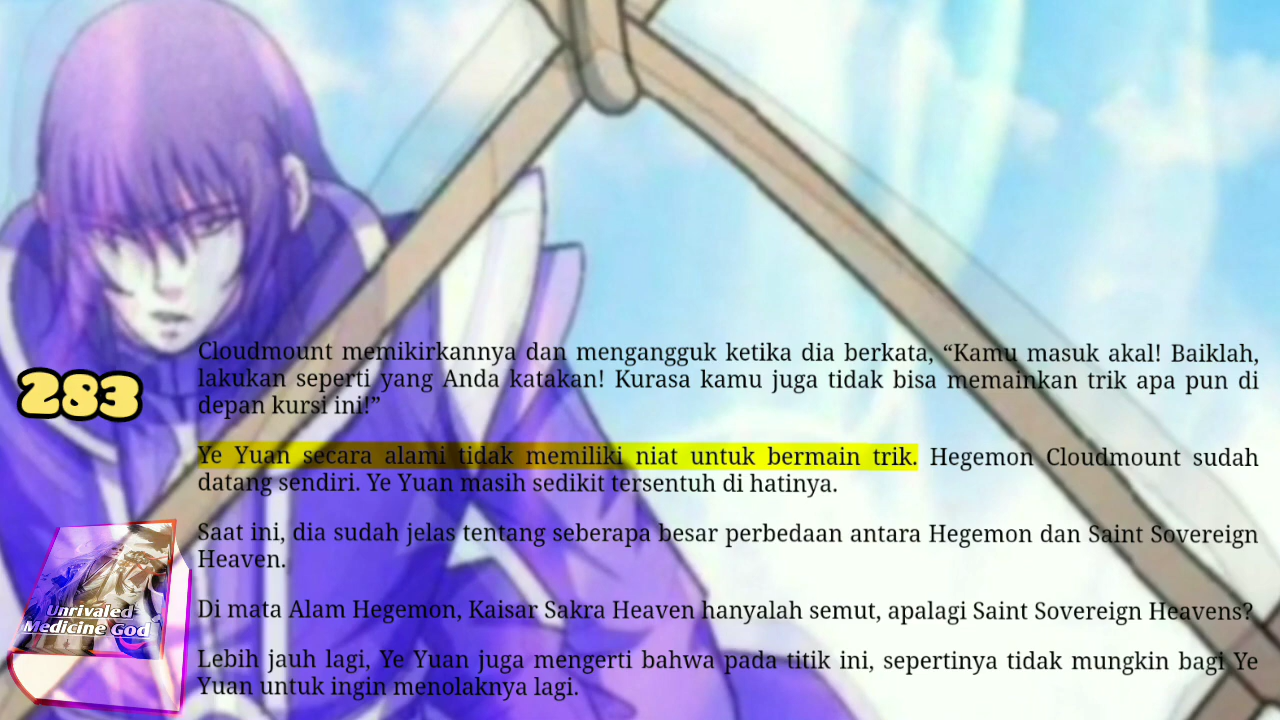 Cloudmount memikirkannya dan mengangguk ketika dia berkata, “Kamu masuk akal! Baiklah,
lakukan seperti yang Anda katakan! Kurasa kamu juga tidak bisa memainkan trik apa pun di
depan kursi ini!”
283
Ye Yuan secara alami tidak memiliki niat untuk bermain trik. Hegemon Cloudmount sudah
datang sendiri. Ye Yuan masih sedikit tersentuh di hatinya.
Saat ini, dia sudah jelas tentang seberapa besar perbedaan antara Hegemon dan Saint Sovereign
Heaven.
Di mata Alam Hegemon, Kaisar Sakra Heaven hanyalah semut, apalagi Saint Sovereign Heavens?
Unrivaled
Medicine God
Lebih jauh lagi, Ye Yuan juga mengerti bahwa pada titik ini, sepertinya tidak mungkin bagi Ye
Yuan untuk ingin menolaknya lagi.